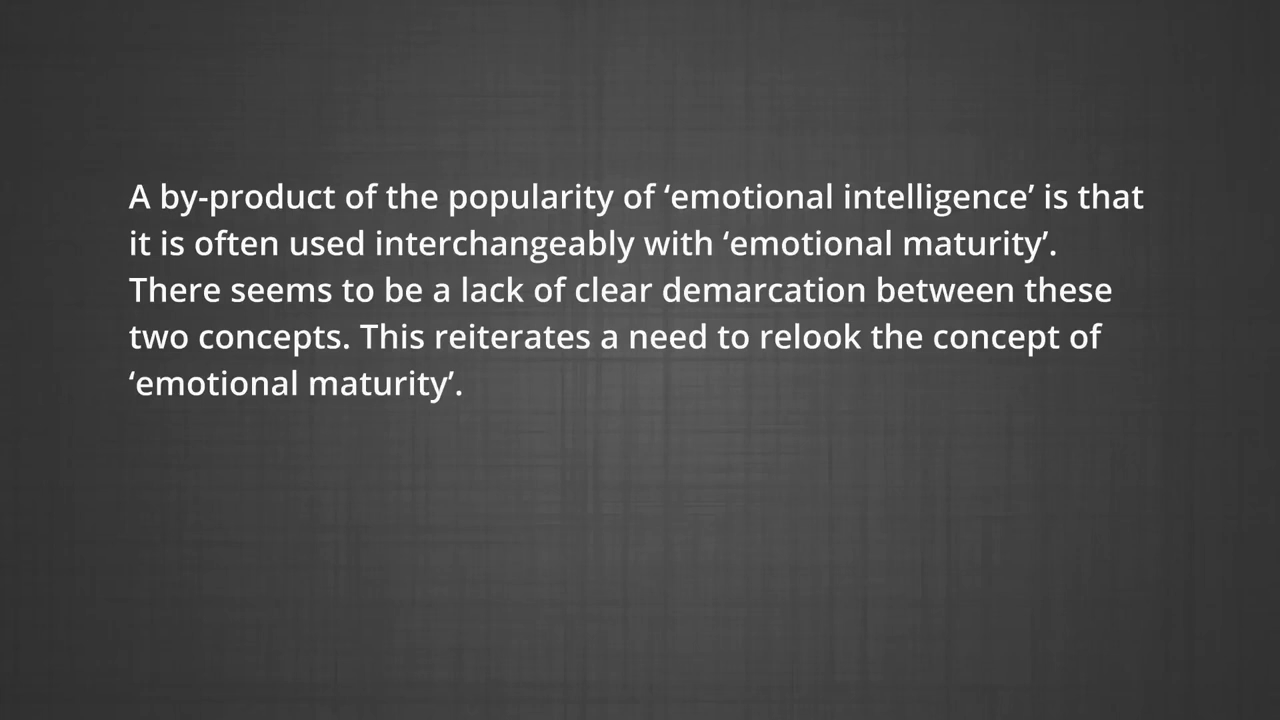 A by-product of the popularity of ‘emotional intelligence’ is that
it is often used interchangeably with ‘emotional maturity’.
There seems to be a lack of clear demarcation between these
two concepts. This reiterates a need to relook the concept of
‘emotional maturity’.